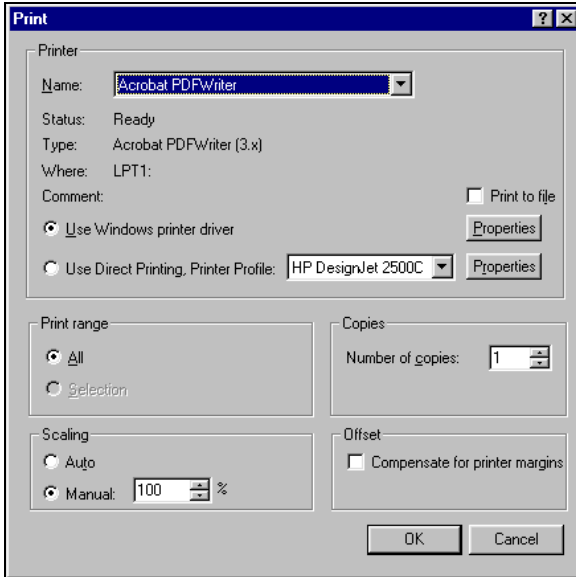 Print
Printer
Name: Acrobat PDFWriter
Status: Ready
Type: Acrobat PDFWriter (3.x)
Where: LPT1:
Comment: Print to file
Use Windows printer driver Properties
Use Direct Printing, Printer Profile: HP DesignJet 2500C Properties
Print range
All
Selection
Copies
Number of copies: 1
Scaling
Auto
Manual: 100 %
Offset
Compensate for printer margins
OK Cancel